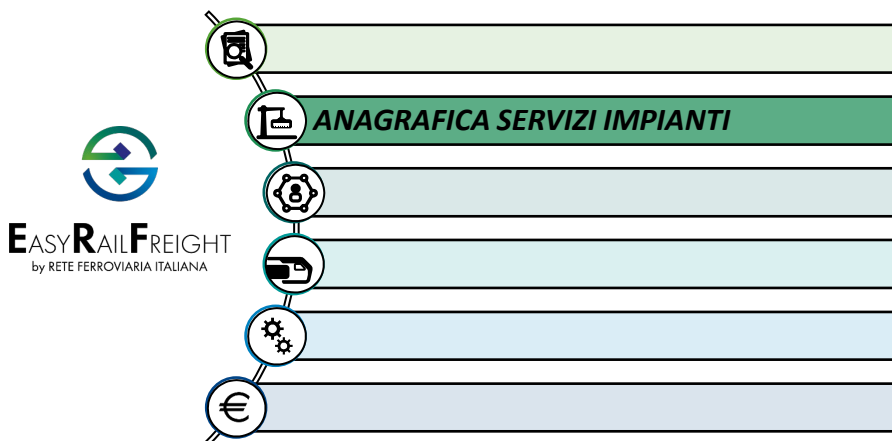 ANAGRAFICA SERVIZI IMPIANTI
EASYRAILFREIGHT
by RETE FERROVIARIA ITALIANA
€